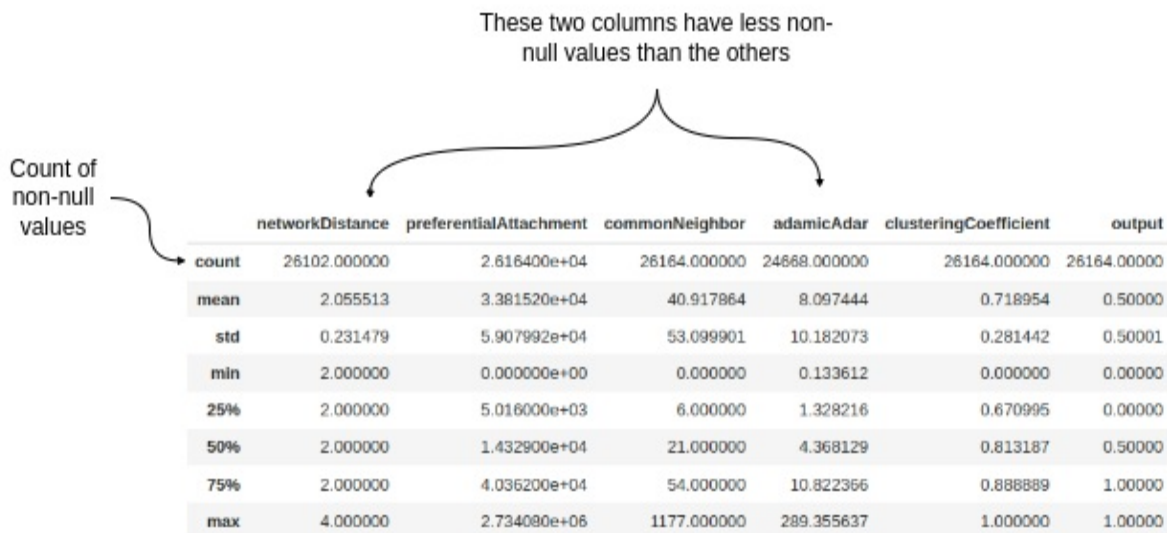 These two columns have less non-
null values than the others
Count of
non-null
values
networkDistance preferentialAttachment commonNeighbor adamicAdar clusteringCoefficient output
count 26102.000000 2.616400e+04 26164.000000 24668.000000 26164.000000 26164.00000
mean 2.055513 3.381520e+04 40.917864 8.097444 0.718954 0.50000
std 0.231479 5.907992e+04 53.099901 10.182073 0.281442 0.50001
min 2.000000 0.000000e+00 0.000000 0.133612 0.000000 0.00000
25% 2.000000 5.016000e+03 6.000000 1.328216 0.670995 0.00000
50% 2.000000 1.432900e+04 21.000000 4.368129 0.813187 0.50000
75% 2.000000 4.036200e+04 54.000000 10.822366 0.888889 1.00000
max 4.000000 2.734080e+06 1177.000000 289.355637 1.000000 1.00000